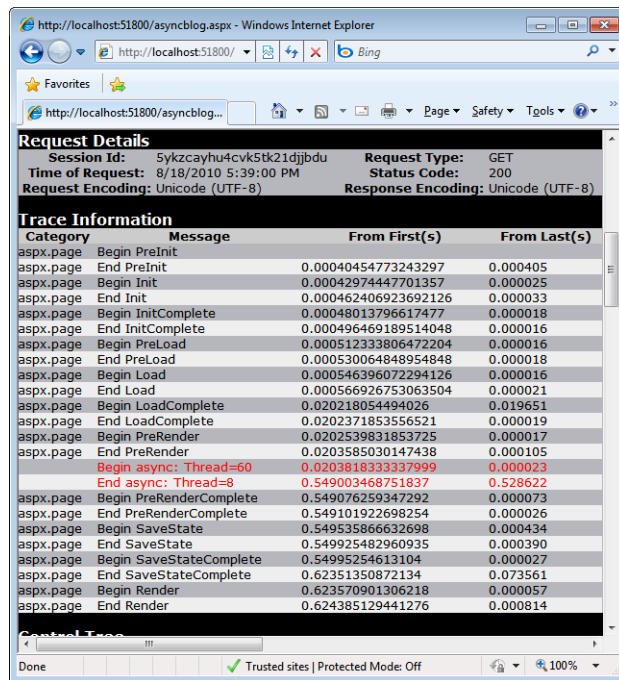 http://localhost:51800/asyncblog.aspx - Windows Internet Explorer
http://localhost:51800/ Bing
Favorites
http://localhost:51800/asyncblog... Page Safety Tools »
Request Details
Session Id: 5ykzcayhu4cvk5tk21djjbdu Request Type: GET
Time of Request: 8/18/2010 5:39:00 PM Status Code: 200
Request Encoding: Unicode (UTF-8) Response Encoding: Unicode (UTF-8)
Trace Information
Category Message From First(s) From Last(s)
aspx.page Begin PreInit
aspx.page End PreInit 0.00040454773243297 0.000405
aspx.page Begin Init 0.00042974447701357 0.000025
aspx.page End Init 0.000462406923692126 0.000033
aspx.page Begin InitComplete 0.00048013796617477 0.000018
aspx.page End InitComplete 0.000496469189514048 0.000016
aspx.page Begin PreLoad 0.000512333806472204 0.000016
aspx.page End PreLoad 0.000530064848954848 0.000018
aspx.page Begin Load 0.000546396072294126 0.000016
aspx.page End Load 0.000566926753063504 0.000021
aspx.page Begin LoadComplete 0.020218054494026 0.019651
aspx.page End LoadComplete 0.0202371853556521 0.000019
aspx.page Begin PreRender 0.0202539831853725 0.000017
aspx.page End PreRender 0.0203585030147438 0.000105
Begin async: Thread=60 0.0203818333337999 0.000023
End async: Thread=8 0.549003468751837 0.528622
aspx.page Begin PreRenderComplete 0.549076259347292 0.000073
aspx.page End PreRenderComplete 0.549101922698254 0.000026
aspx.page Begin SaveState 0.549535866632698 0.000434
aspx.page End SaveState 0.549925482960935 0.000390
aspx.page Begin SaveStateComplete 0.54995254613104 0.000027
aspx.page End SaveStateComplete 0.62351350872134 0.073561
aspx.page Begin Render 0.623570901306218 0.000057
aspx.page End Render 0.624385129441276 0.000814
Control Tree
Done Trusted sites | Protected Mode: Off 100%